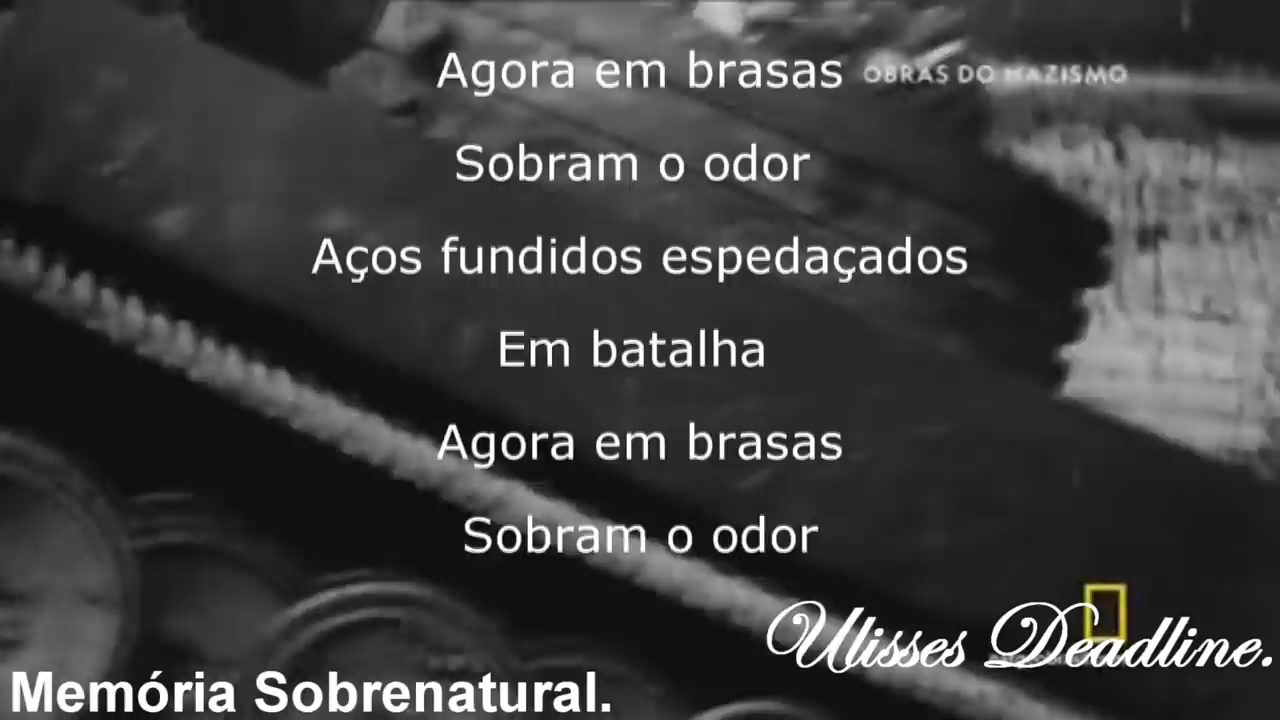 Agora em brasas
OBRAS DO NAZISMO
Sobram o odor
Aços fundidos espedaçados
Em batalha
Agora em brasas
Sobram o odor
Ulisses Deadline.
Memória Sobrenatural.